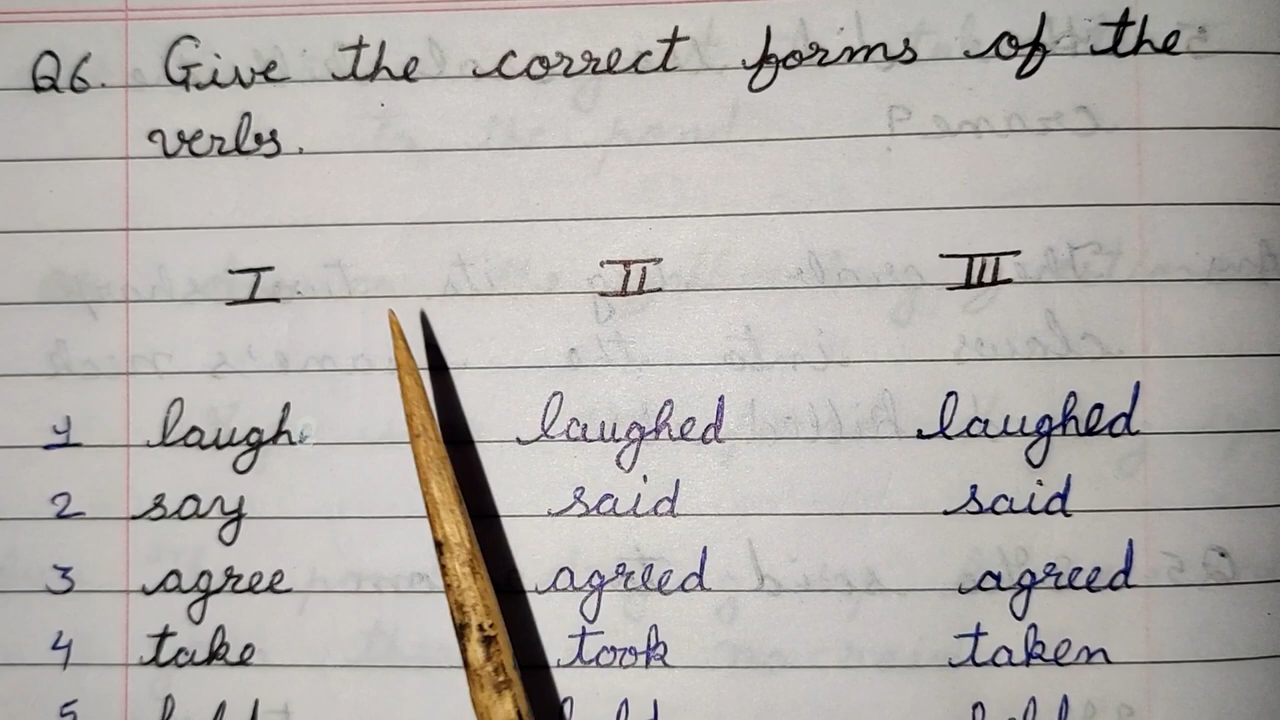 Q6. Give the correct forms of the
verbs.
I II III
1 laugh laughed laughed
2 say said said
3 agree agreed agreed
4 take took taken
5